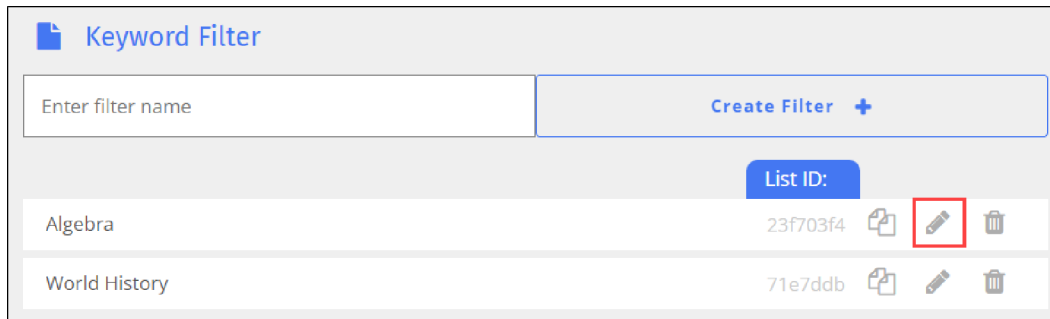 Keyword Filter
Enter filter name
Create Filter
List ID:
Algebra 23f703f4
World History 71e7ddb